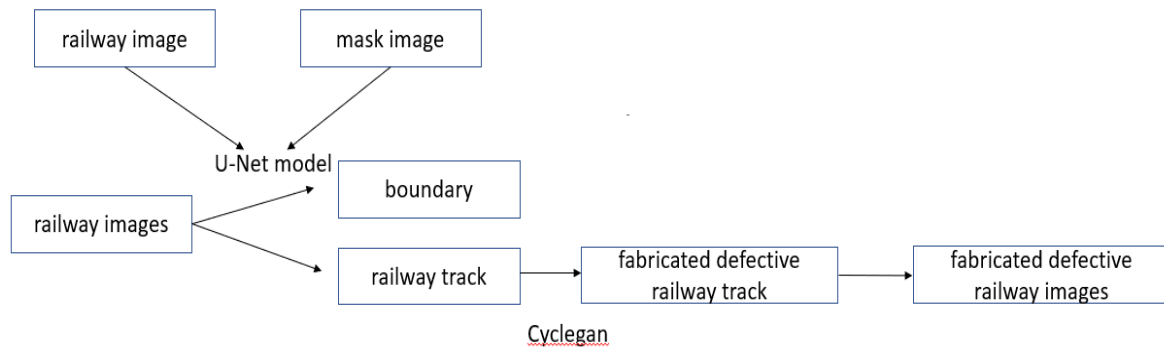 railway image
mask image
U-Net model
boundary
railway images
railway track
fabricated defective
railway track
fabricated defective
railway images
Cyclegan